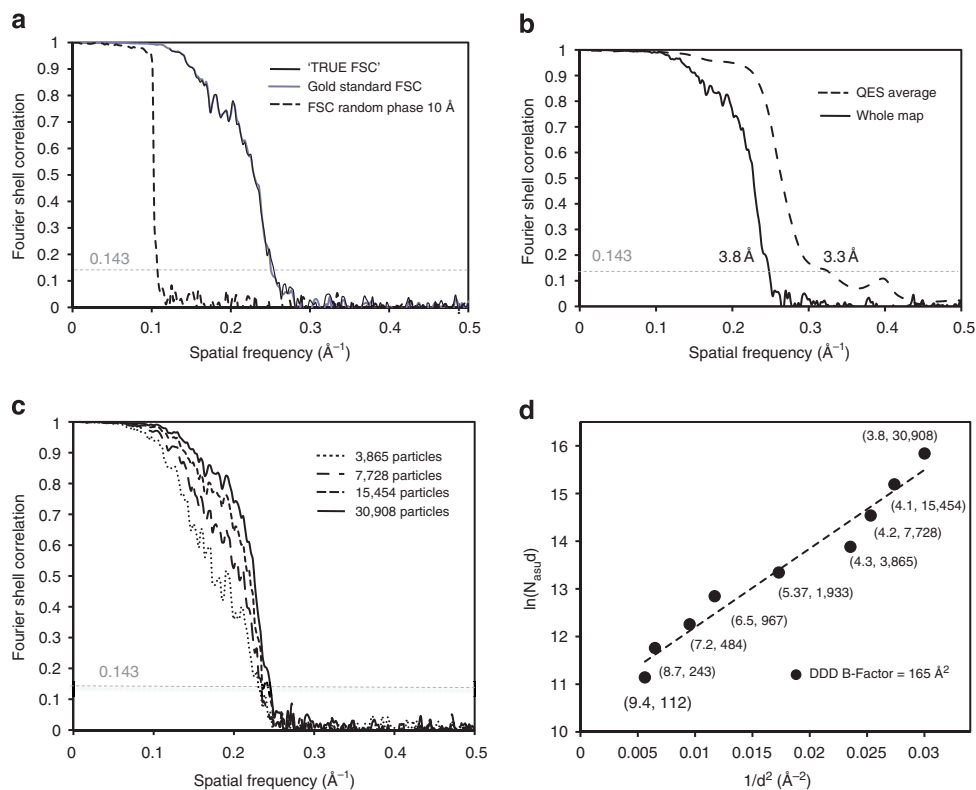 a
Fourier shell correlation
1
0.9
0.8
0.7
0.6
0.5
0.4
0.3
0.2
0.1
0
0.143
'TRUE FSC'
Gold standard FSC
FSC random phase 10 Å
0 0.1 0.2 0.3 0.4 0.5
Spatial frequency (Å⁻¹)
b
Fourier shell correlation
1
0.9
0.8
0.7
0.6
0.5
0.4
0.3
0.2
0.1
0
QES average
Whole map
0.143
3.8 Å
3.3 Å
0 0.1 0.2 0.3 0.4 0.5
Spatial frequency (Å⁻¹)
c
Fourier shell correlation
1
0.9
0.8
0.7
0.6
0.5
0.4
0.3
0.2
0.1
0
3,865 particles
7,728 particles
15,454 particles
30,908 particles
0.143
0 0.1 0.2 0.3 0.4 0.5
Spatial frequency (Å⁻¹)
d
ln(Nasud)
16
15
14
13
12
11
10
(3.8, 30,908)
(4.1, 15,454)
(4.2, 7,728)
(4.3, 3,865)
(5.37, 1,933)
(6.5, 967)
(7.2, 484)
(8.7, 243)
(9.4, 112)
DDD B-Factor = 165 Å²
0 0.005 0.01 0.015 0.02 0.025 0.03
1/d² (Å⁻²)